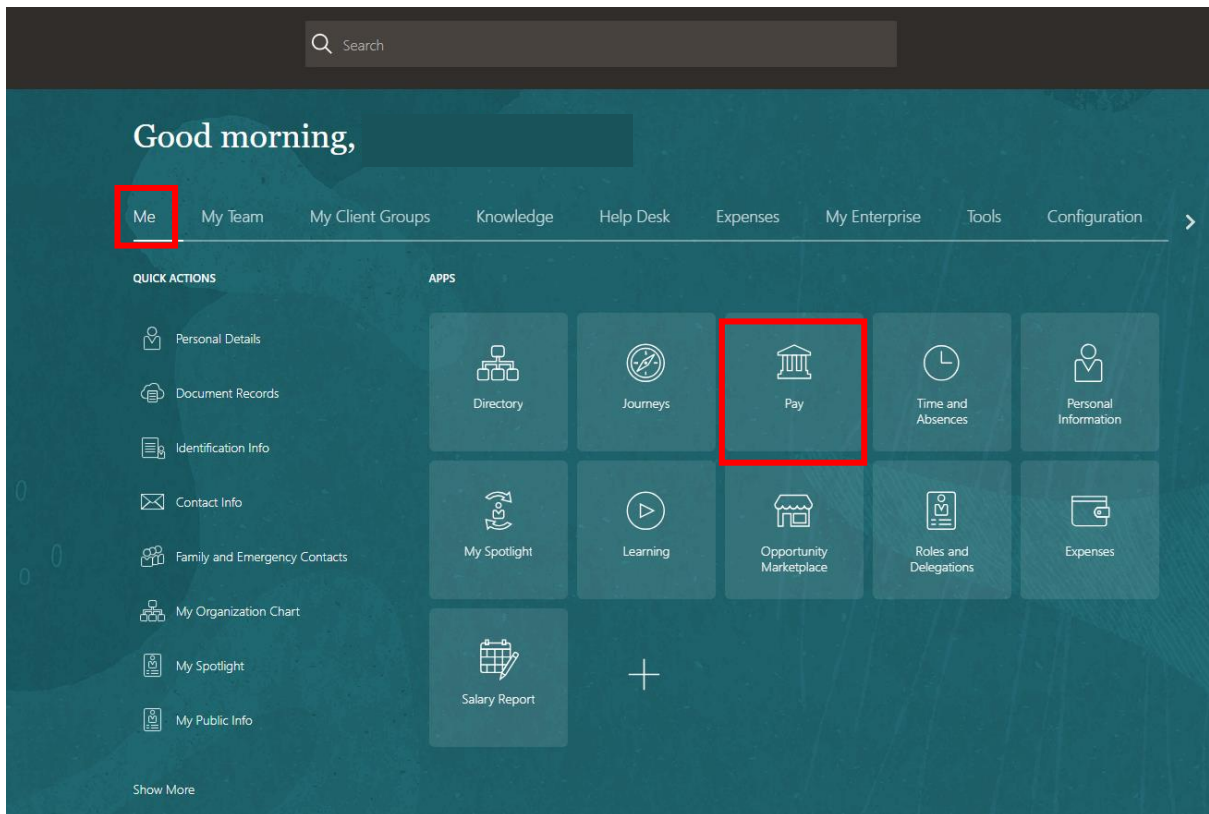 Search
Good morning,
Me My Team My Client Groups Knowledge Help Desk Expenses My Enterprise Tools Configuration
QUICK ACTIONS
Personal Details
Document Records
Identification Info
Contact Info
Family and Emergency Contacts
My Organization Chart
My Spotlight
My Public Info
Show More
APPS
Directory
Journeys
Pay
Time and
Absences
Personal
Information
My Spotlight
Learning
Opportunity
Marketplace
Roles and
Delegations
Expenses
Salary Report